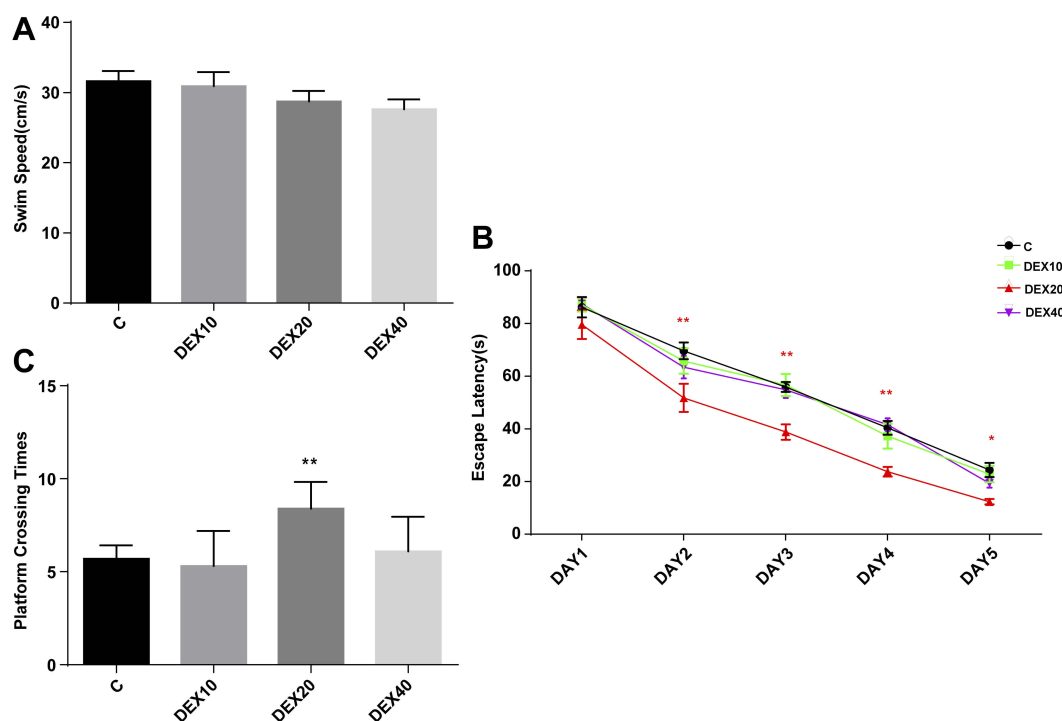 A
40
30
20
10
0
Swim Speed(cm/s)
C
DEX10
DEX20
DEX40
B
C
DEX10
DEX20
DEX40
100
80
60
40
20
0
Escape Latency(s)
**
**
**
*
DAY1
DAY2
DAY3
DAY4
DAY5
C
15
10
5
0
Platform Crossing Times
**
C
DEX10
DEX20
DEX40